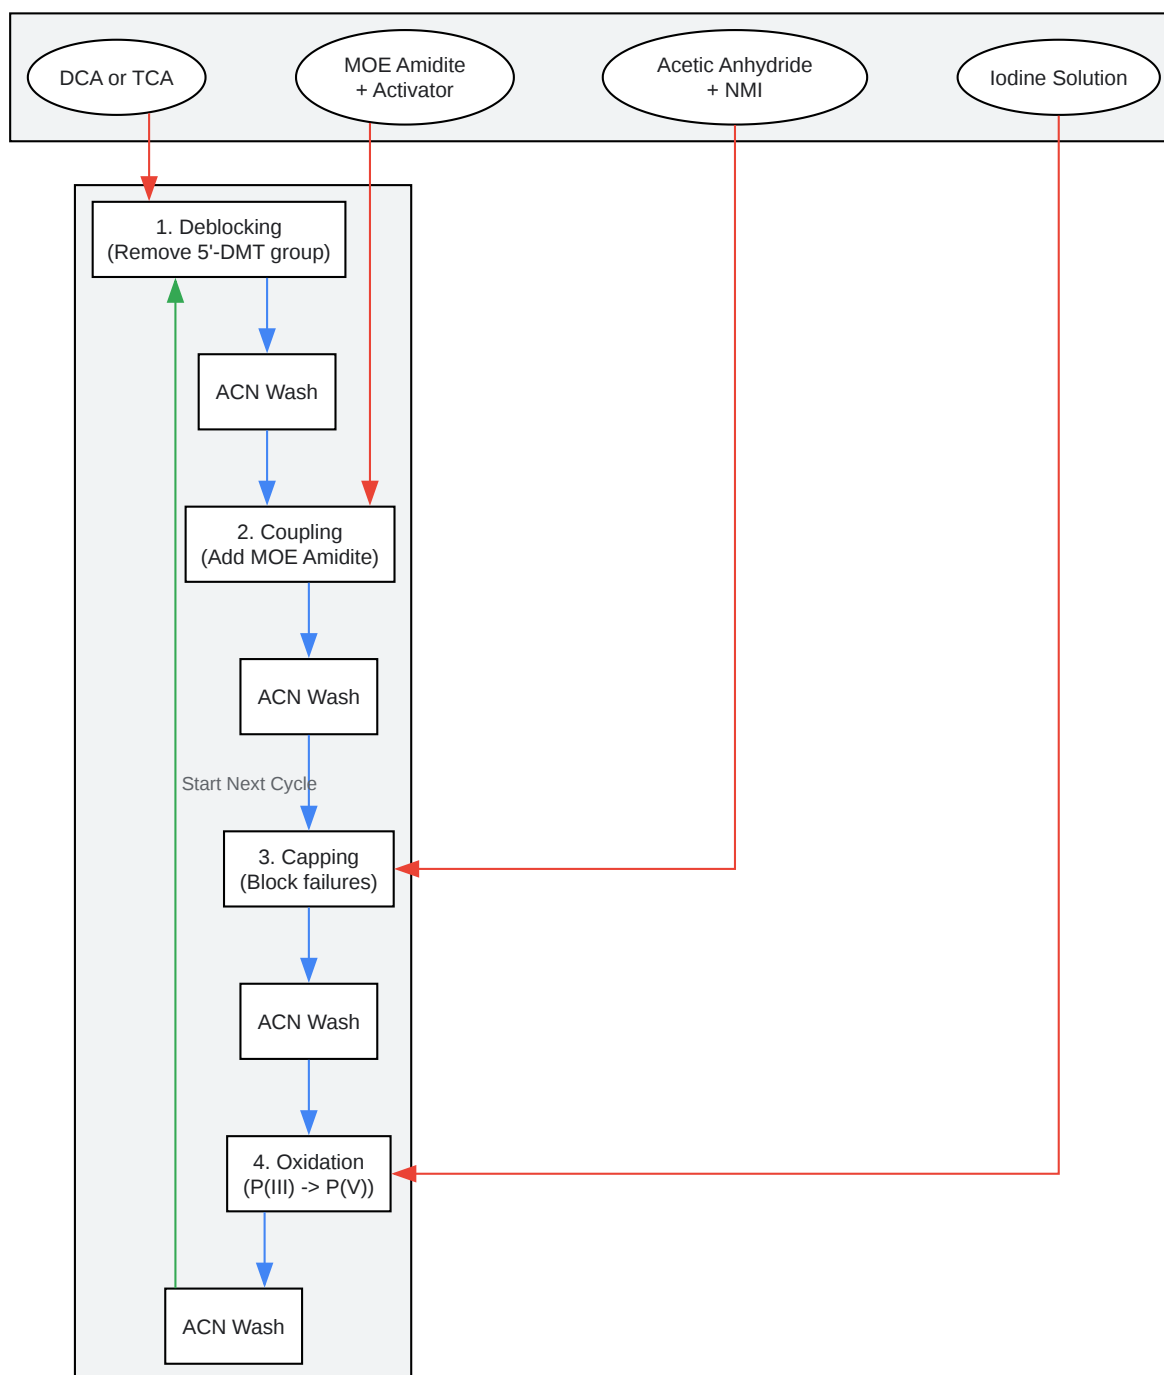 DCA or TCA
MOE Amidite
+ Activator
Acetic Anhydride
+ NMI
Iodine Solution
1. Deblocking
(Remove 5'-DMT group)
ACN Wash
2. Coupling
(Add MOE Amidite)
ACN Wash
Start Next Cycle
3. Capping
(Block failures)
ACN Wash
4. Oxidation
(P(III) -> P(V))
ACN Wash